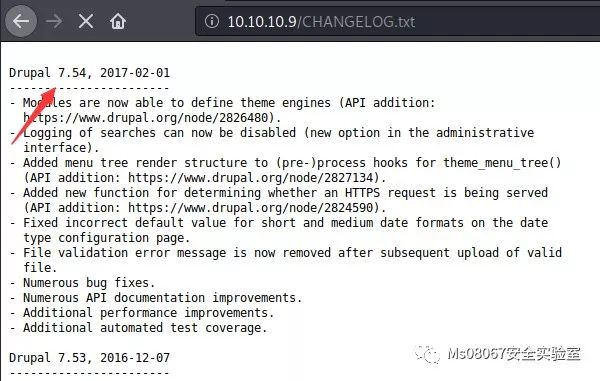 10.10.10.9/CHANGELOG.txt
Drupal 7.54, 2017-02-01
-----------------------
- Modules are now able to define theme engines (API addition:
https://www.drupal.org/node/2826480).
- Logging of searches can now be disabled (new option in the administrative
interface).
- Added menu tree render structure to (pre-)process hooks for theme_menu_tree()
(API addition: https://www.drupal.org/node/2827134).
- Added new function for determining whether an HTTPS request is being served
(API addition: https://www.drupal.org/node/2824590).
- Fixed incorrect default value for short and medium date formats on the date
type configuration page.
- File validation error message is now removed after subsequent upload of valid
file.
- Numerous bug fixes.
- Numerous API documentation improvements.
- Additional performance improvements.
- Additional automated test coverage.
Drupal 7.53, 2016-12-07
-----------------------
Ms08067安全实验室